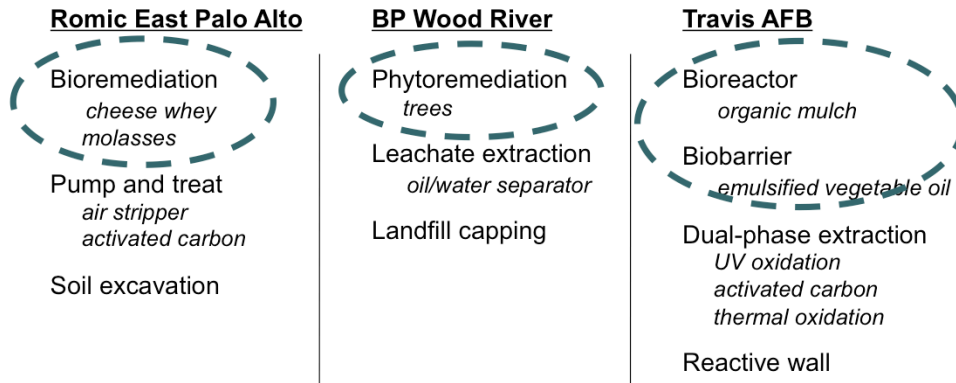 Romic East Palo Alto
Bioremediation
cheese whey
molasses
Pump and treat
air stripper
activated carbon
Soil excavation
BP Wood River
Phytoremediation
trees
Leachate extraction
oil/water separator
Landfill capping
Travis AFB
Bioreactor
organic mulch
Biobarrier
emulsified vegetable oil
Dual-phase extraction
UV oxidation
activated carbon
thermal oxidation
Reactive wall